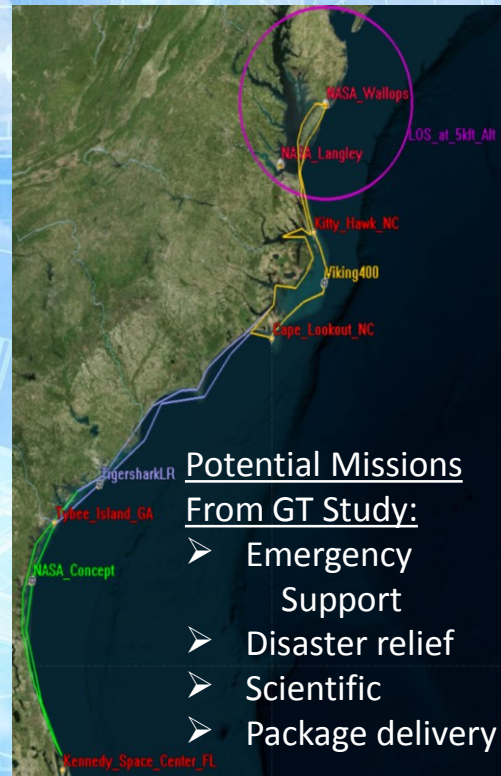 NASA_Wallops
LOS_at_5kft_Alt
NASA_Langley
Kitty_Hawk_NC
Viking400
Cape_Lookout_NC
TigersharkLR
Tybee_Island_GA
NASA_Concept
Kennedy_Space_Center_FL
Potential Missions
From GT Study:
➢ Emergency
Support
➢ Disaster relief
➢ Scientific
➢ Package delivery